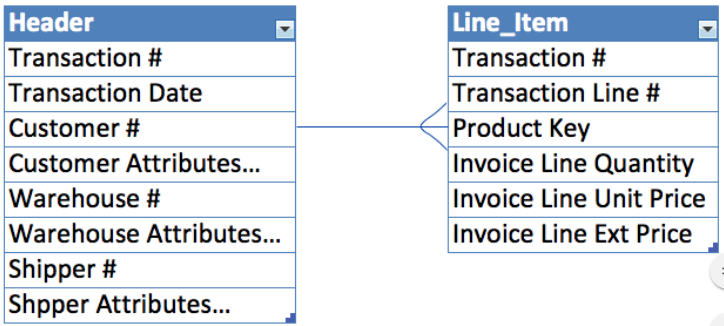 Header
Transaction #
Transaction Date
Customer #
Customer Attributes...
Warehouse #
Warehouse Attributes...
Shipper #
Shpper Attributes...
Line_Item
Transaction #
Transaction Line #
Product Key
Invoice Line Quantity
Invoice Line Unit Price
Invoice Line Ext Price